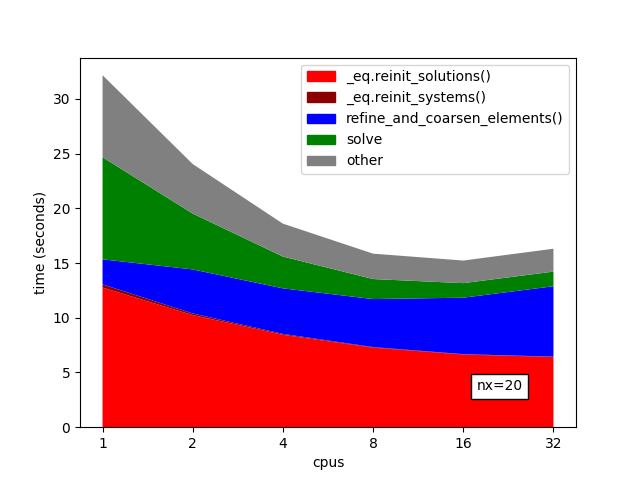 _eq.reinit_solutions()
_eq.reinit_systems()
refine_and_coarsen_elements()
solve
other
30
25
20
15
10
5
0
time (seconds)
nx=20
1 2 4 8 16 32
cpus